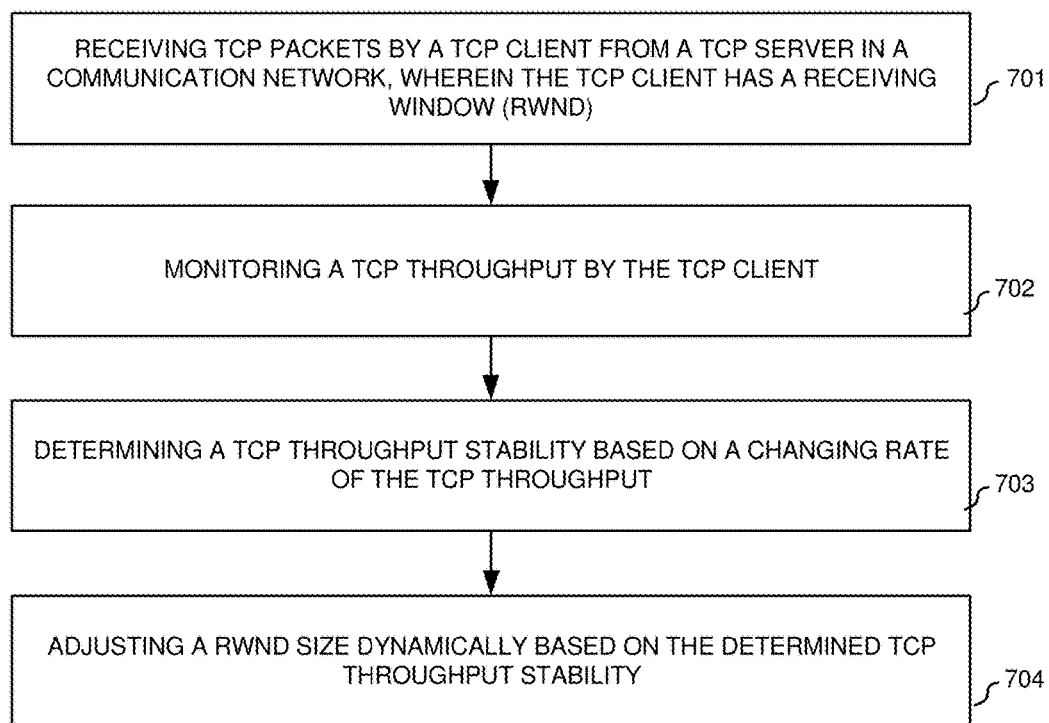 RECEIVING TCP PACKETS BY A TCP CLIENT FROM A TCP SERVER IN A
COMMUNICATION NETWORK, WHEREIN THE TCP CLIENT HAS A RECEIVING
WINDOW (RWND)
701
MONITORING A TCP THROUGHPUT BY THE TCP CLIENT
702
DETERMINING A TCP THROUGHPUT STABILITY BASED ON A CHANGING RATE
OF THE TCP THROUGHPUT
703
ADJUSTING A RWND SIZE DYNAMICALLY BASED ON THE DETERMINED TCP
THROUGHPUT STABILITY
704